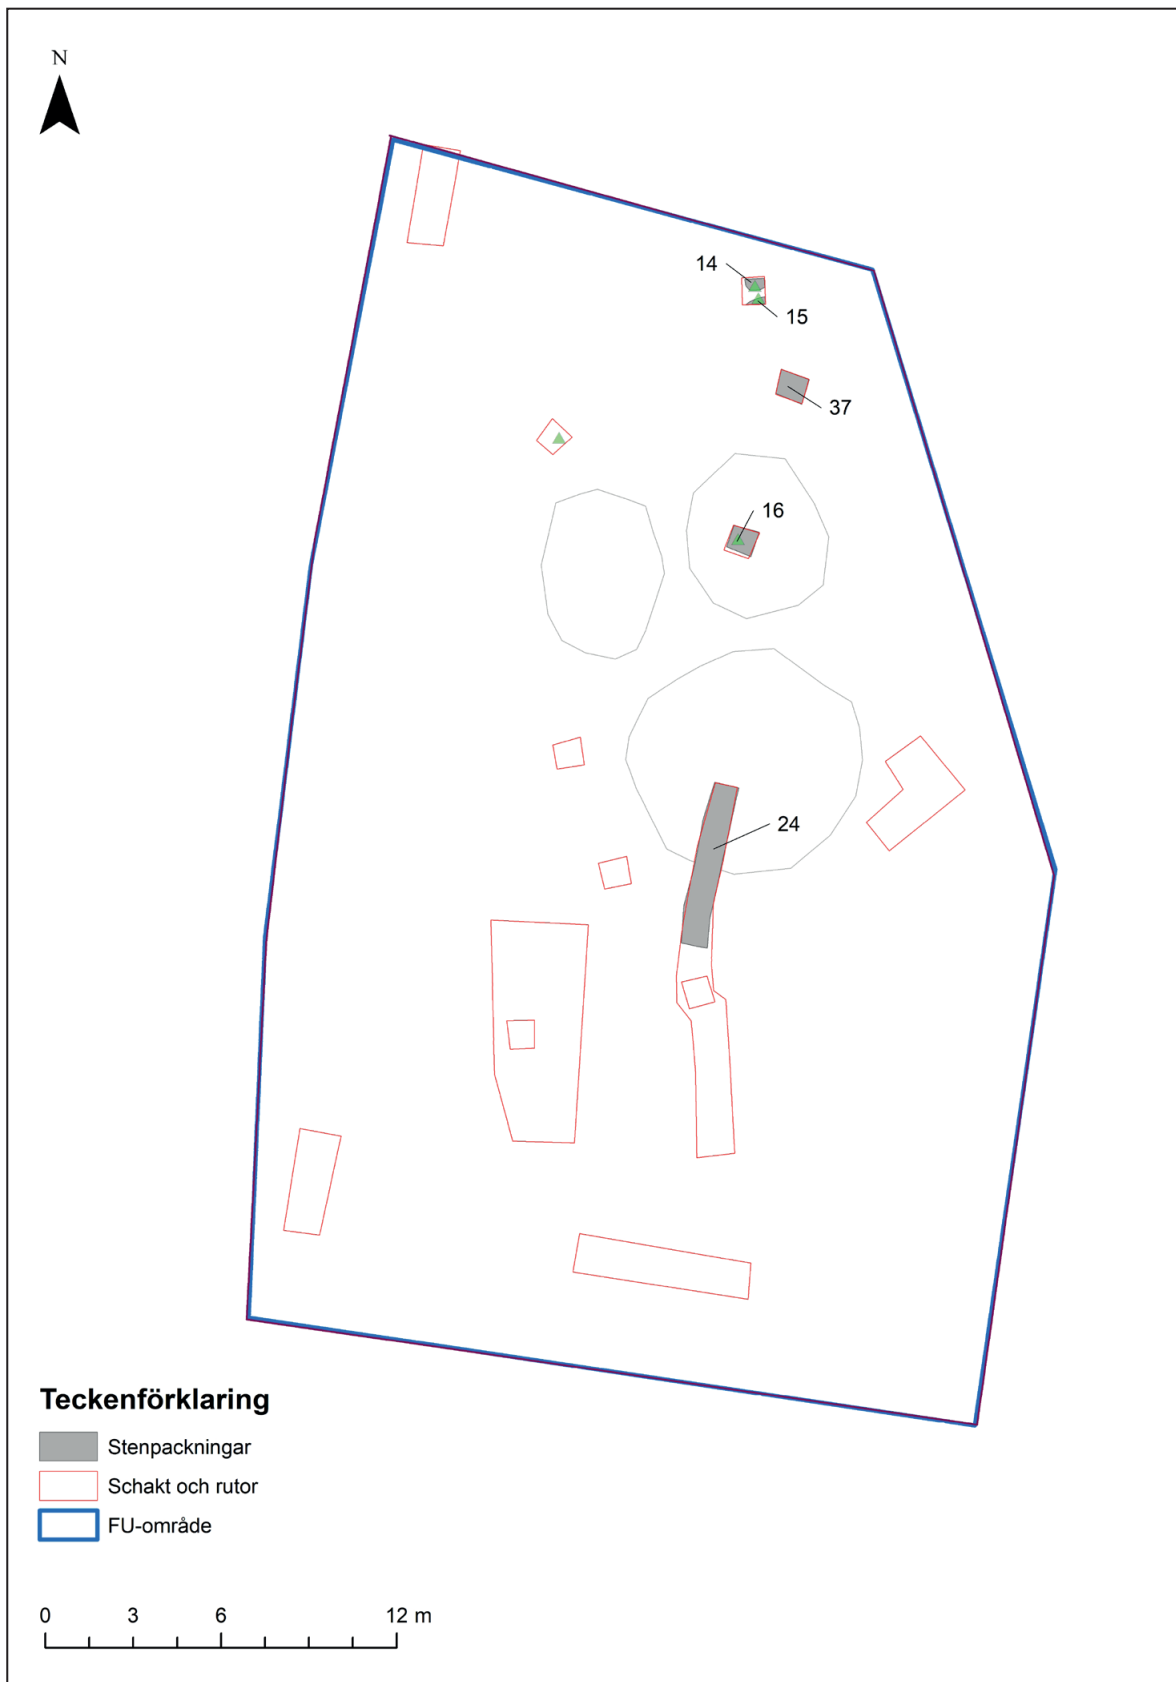 N
14
15
37
16
24
Teckenförklaring
Stenpackningar
Schakt och rutor
FU-område
0 3 6 12 m